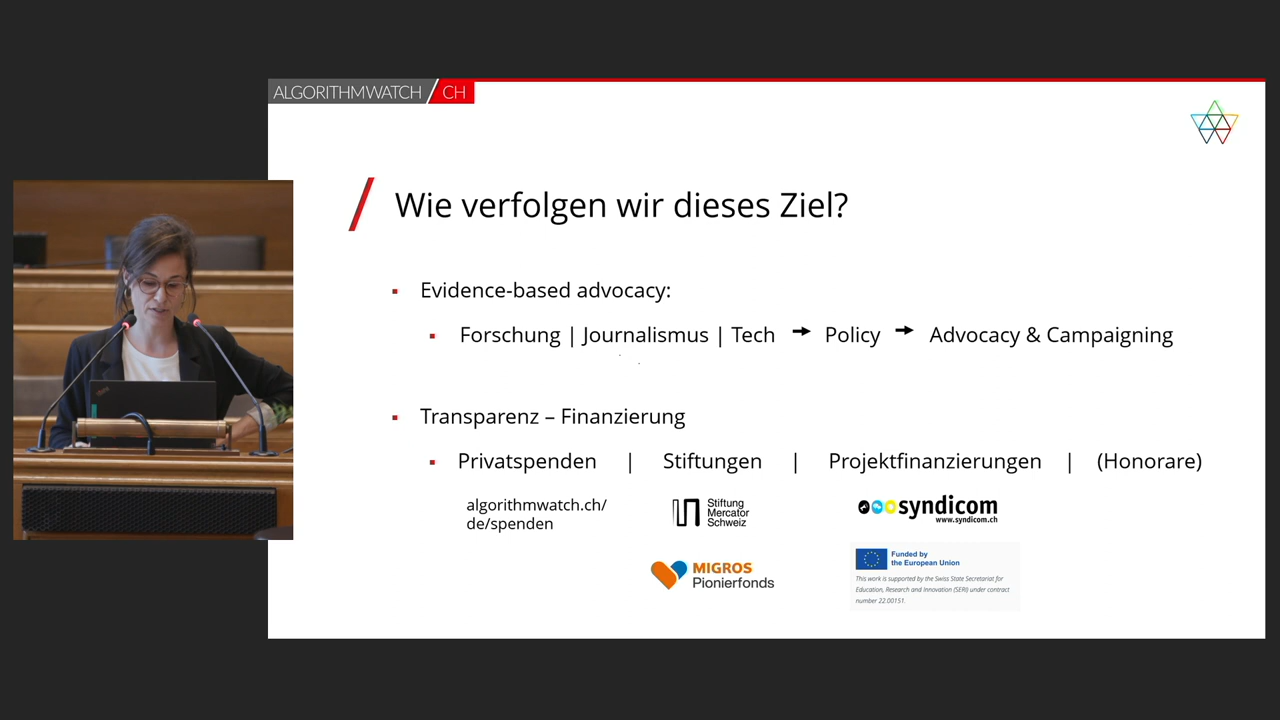 ALGORITHMWATCH CH
Wie verfolgen wir dieses Ziel?
Evidence-based advocacy:
Forschung | Journalismus | Tech → Policy → Advocacy & Campaigning
Transparenz – Finanzierung
Privatspenden | Stiftungen | Projektfinanzierungen | (Honorare)
algorithmwatch.ch/
de/spenden
Stiftung
Mercator
Schweiz
syndicom
www.syndicom.ch
MIGROS
Pionierfonds
Funded by
the European Union
This work is supported by the Swiss State Secretariat for
Education, Research and Innovation (SERI) under contract
number 22.00151.